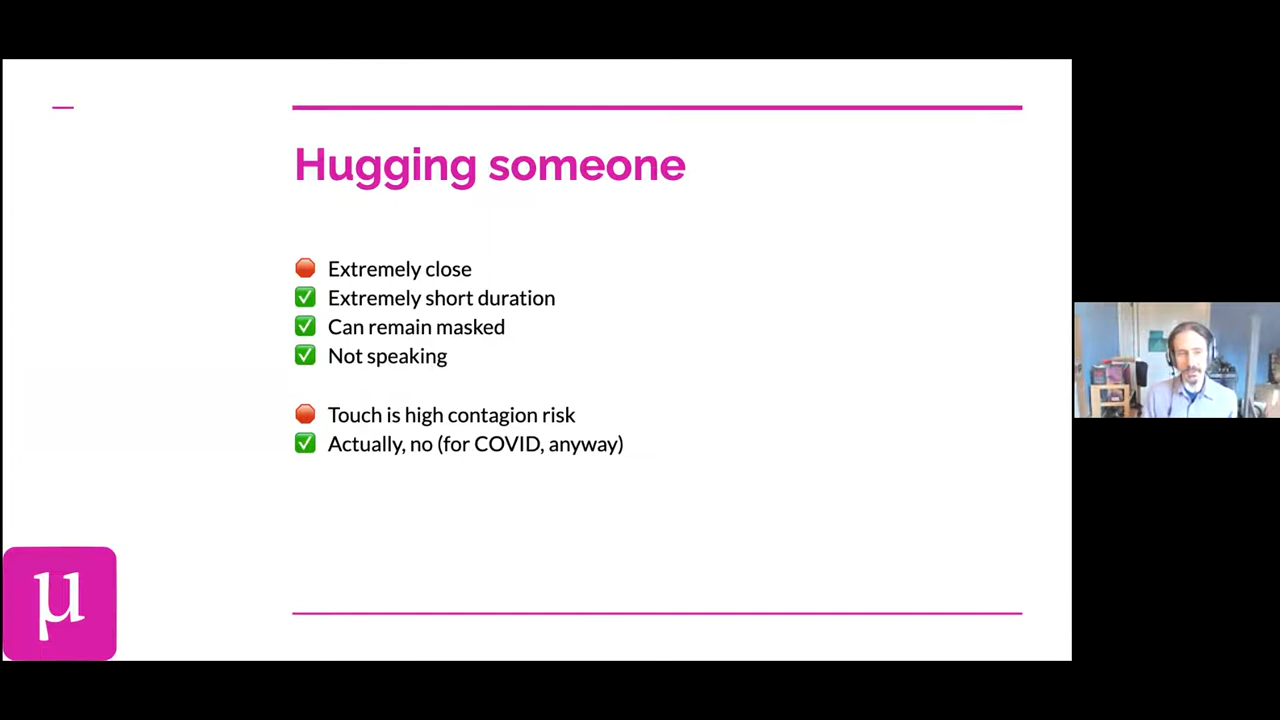 Hugging someone
🛑 Extremely close
✅ Extremely short duration
✅ Can remain masked
✅ Not speaking
🛑 Touch is high contagion risk
✅ Actually, no (for COVID, anyway)
μ